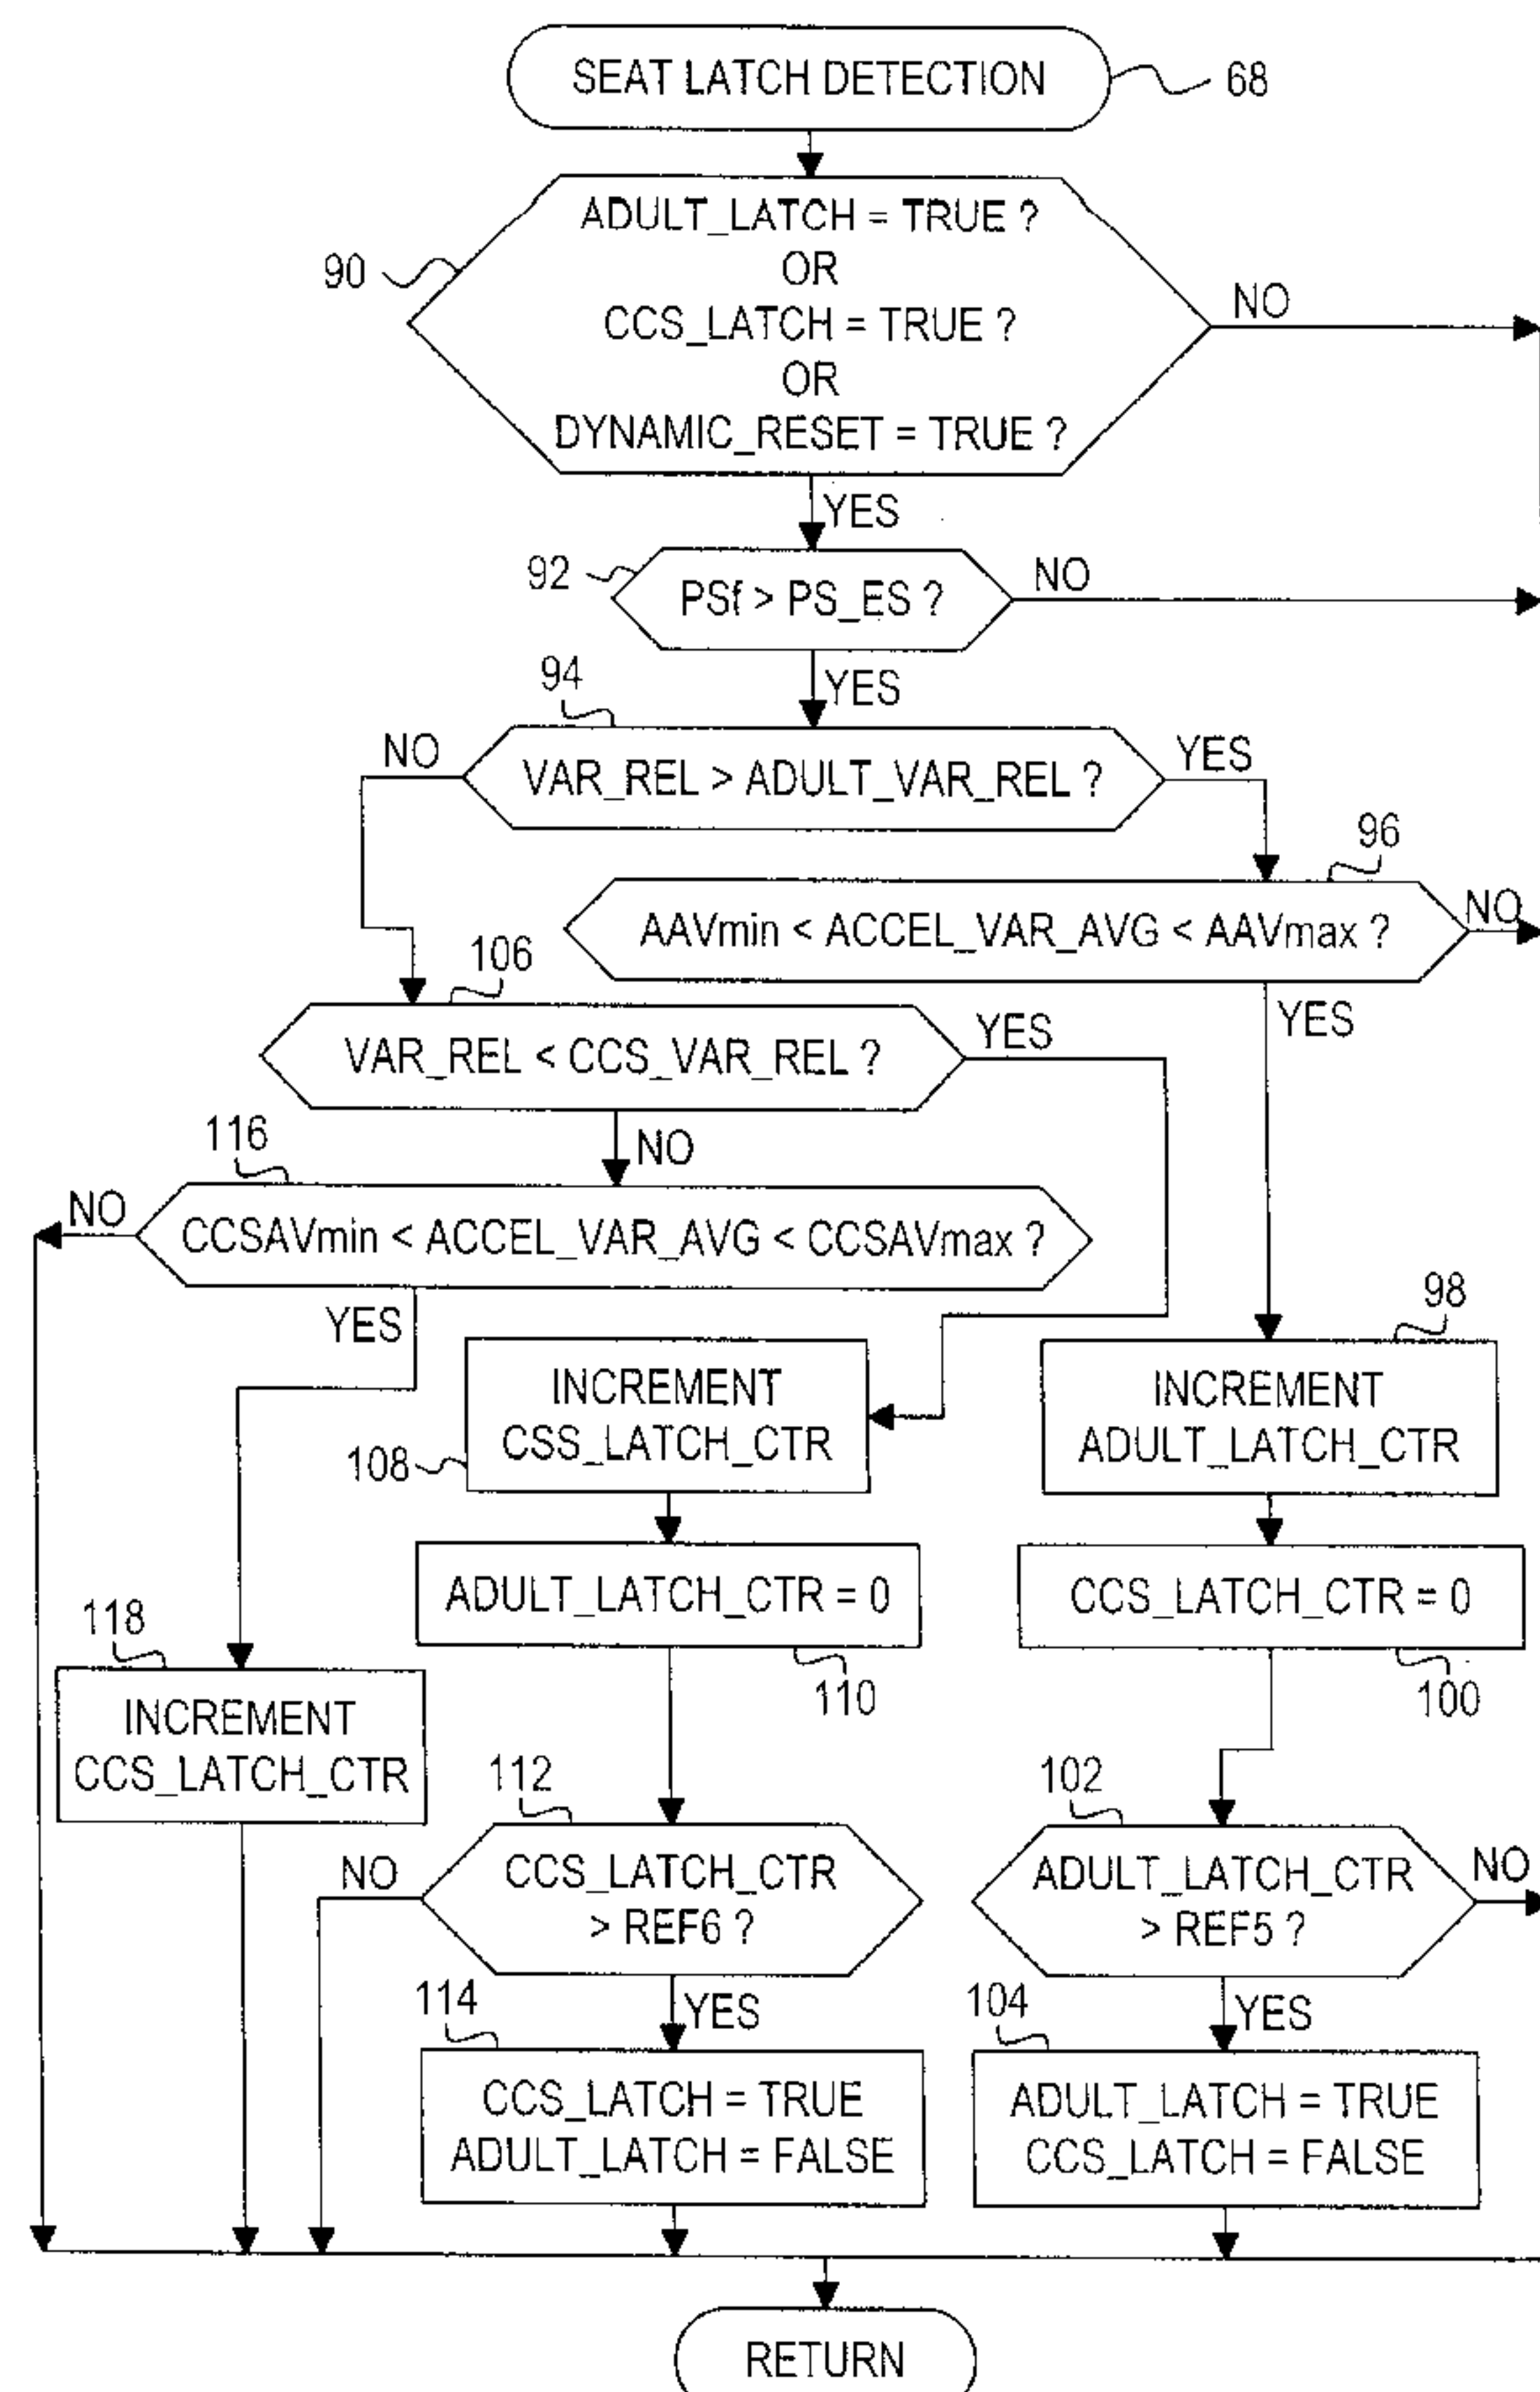 SEAT LATCH DETECTION
68
ADULT_LATCH = TRUE ?
OR
90
CCS_LATCH = TRUE ?
NO
OR
DYNAMIC_RESET = TRUE ?
YES
92
PSf > PS_ES ?
NO
YES
94
NO
VAR_REL > ADULT_VAR_REL ?
YES
96
AAVmin < ACCEL_VAR_AVG < AAVmax ?
NO
YES
106
VAR_REL < CCS_VAR_REL ?
YES
NO
116
NO
CCSAVmin < ACCEL_VAR_AVG < CCSAVmax ?
YES
98
INCREMENT
CSS_LATCH_CTR
108
INCREMENT
ADULT_LATCH_CTR
ADULT_LATCH_CTR = 0
110
CCS_LATCH_CTR = 0
100
118
INCREMENT
CCS_LATCH_CTR
112
NO
CCS_LATCH_CTR
> REF6 ?
YES
102
ADULT_LATCH_CTR
> REF5 ?
NO
YES
114
CCS_LATCH = TRUE
ADULT_LATCH = FALSE
104
ADULT_LATCH = TRUE
CCS_LATCH = FALSE
RETURN